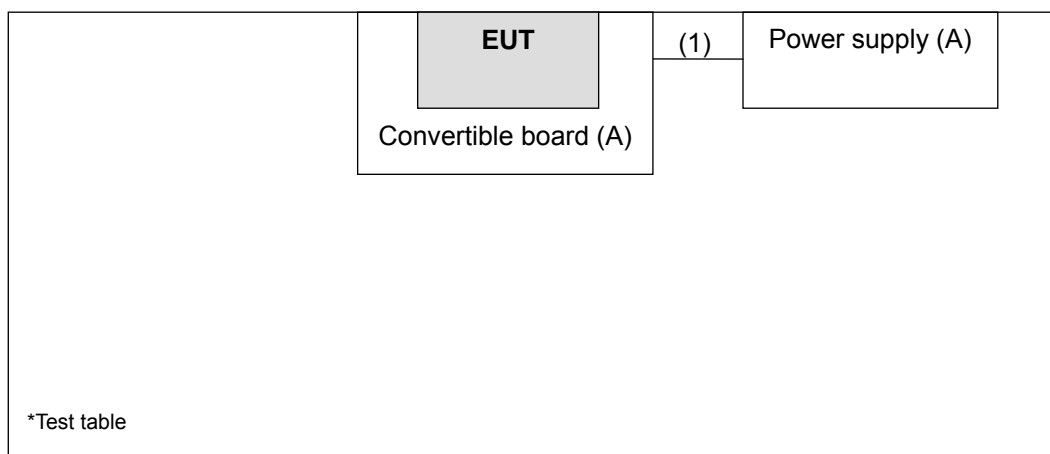 EUT
(1)
Power supply (A)
Convertible board (A)
*Test table